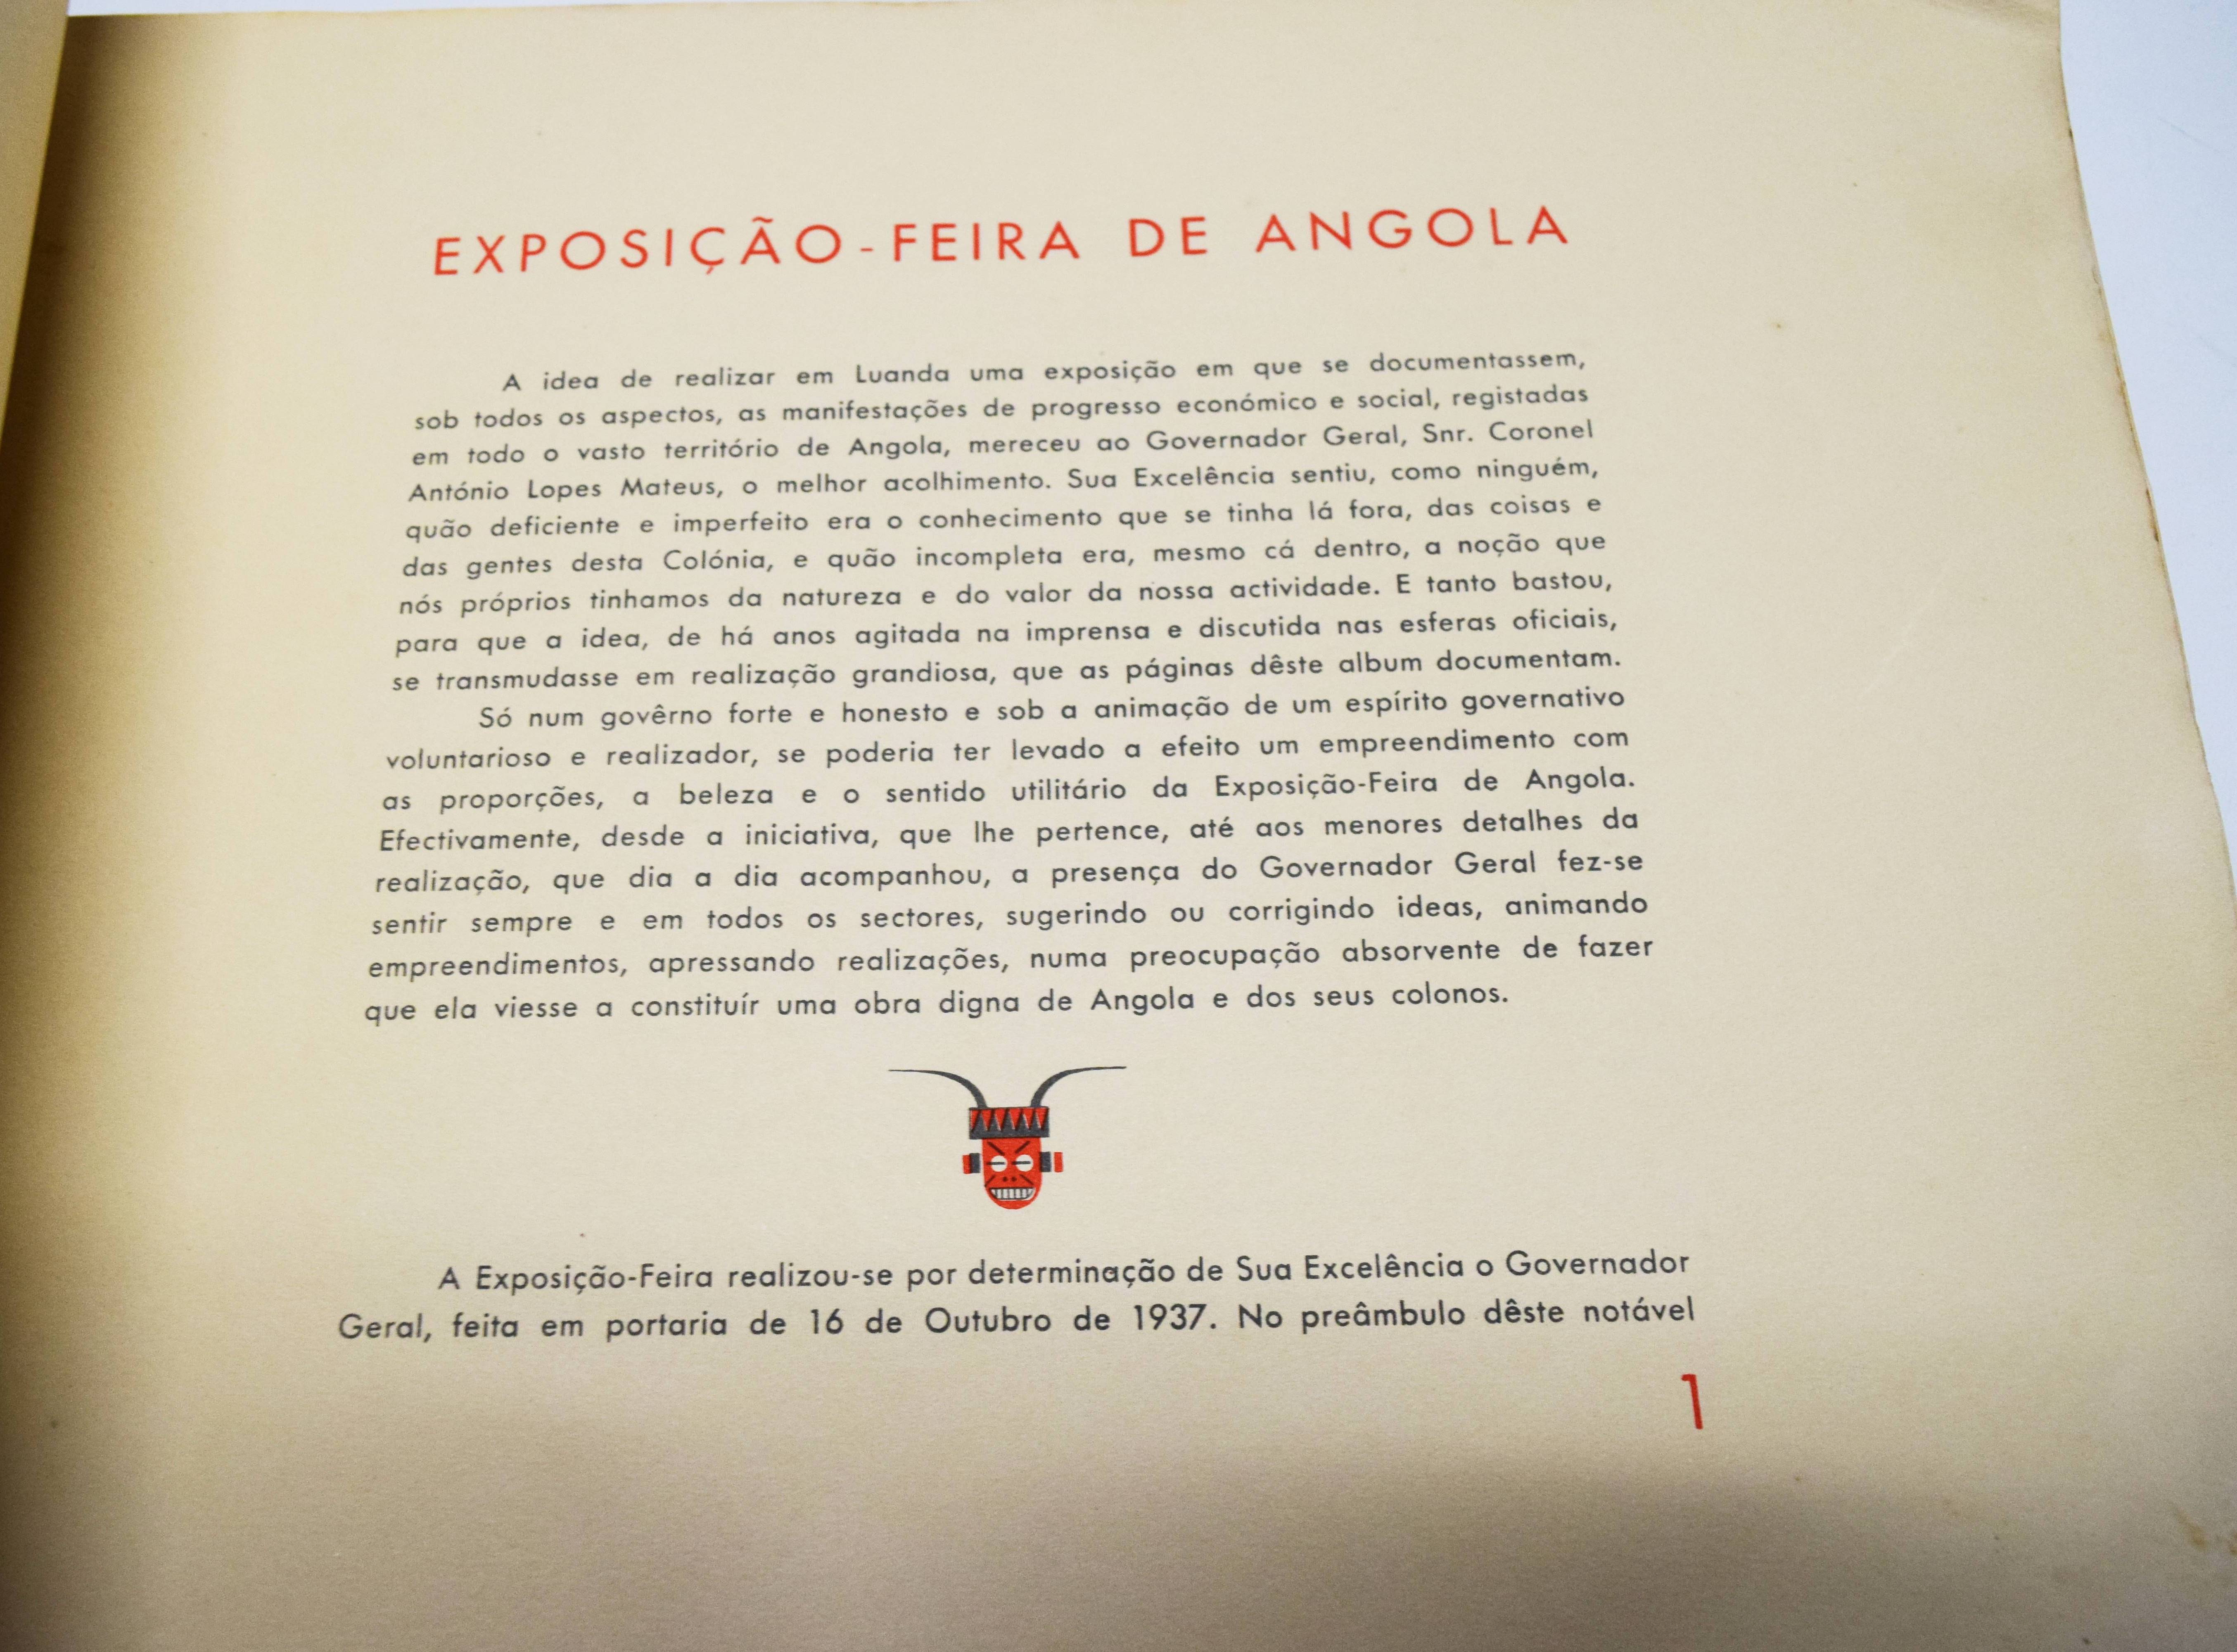 EXPOSIÇÃO-FEIRA DE ANGOLA
A idea de realizar em Luanda uma exposição em que se documentassem,
sob todos os aspectos, as manifestações de progresso económico e social, registadas
em todo o vasto território de Angola, mereceu ao Governador Geral, Snr. Coronel
António Lopes Mateus, o melhor acolhimento. Sua Excelência sentiu, como ninguém,
quão deficiente e imperfeito era o conhecimento que se tinha lá fora, das coisas e
das gentes desta Colónia, e quão incompleta era, mesmo cá dentro, a noção que
nós próprios tinhamos da natureza e do valor da nossa actividade. E tanto bastou,
para que a idea, de há anos agitada na imprensa e discutida nas esferas oficiais,
se transmudasse em realização grandiosa, que as páginas dêste album documentam.
Só num govêrno forte e honesto e sob a animação de um espírito governativo
voluntarioso e realizador, se poderia ter levado a efeito um empreendimento com
as proporções, a beleza e o sentido utilitário da Exposição-Feira de Angola.
Efectivamente, desde a iniciativa, que lhe pertence, até aos menores detalhes da
realização, que dia a dia acompanhou, a presença do Governador Geral fez-se
sentir sempre e em todos os sectores, sugerindo ou corrigindo ideas, animando
empreendimentos, apressando realizações, numa preocupação absorvente de fazer
que ela viesse a constituír uma obra digna de Angola e dos seus colonos.
A Exposição-Feira realizou-se por determinação de Sua Excelência o Governador
Geral, feita em portaria de 16 de Outubro de 1937. No preâmbulo dêste notável
1